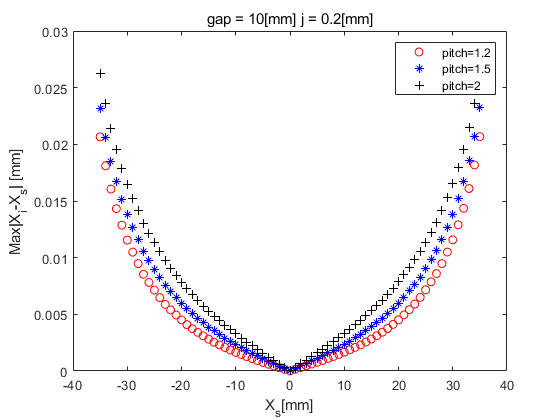 gap = 10[mm] j = 0.2[mm]
0.03
0.025
0.02
0.015
0.01
0.005
0
Max|X_i-X_s| [mm]
pitch=1.2
pitch=1.5
pitch=2
-40 -30 -20 -10 0 10 20 30 40
X_s[mm]